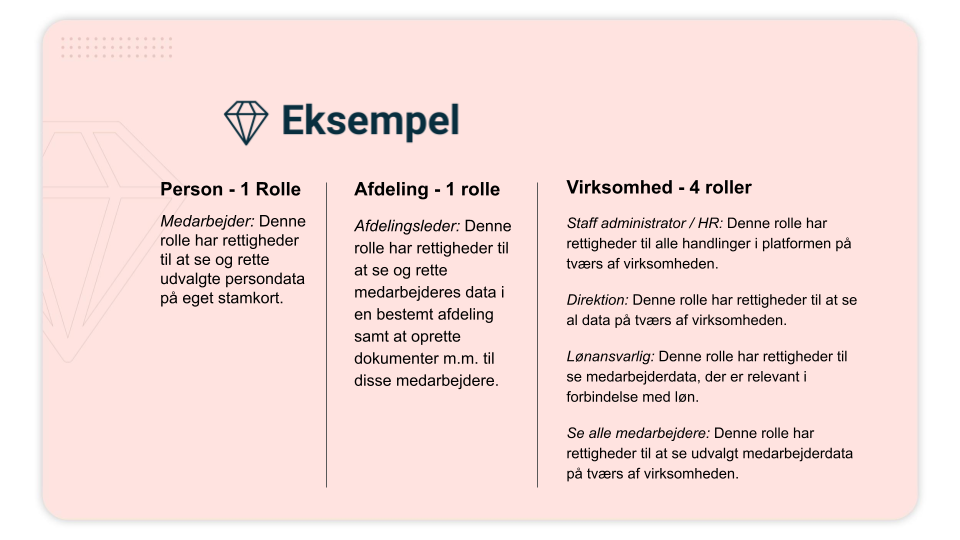 Eksempel
Person - 1 Rolle
Medarbejder: Denne
rolle har rettigheder
til at se og rette
udvalgte persondata
på eget stamkort.
Afdeling - 1 rolle
Afdelingsleder: Denne
rolle har rettigheder til
at se og rette
medarbejderes data i
en bestemt afdeling
samt at oprette
dokumenter m.m. til
disse medarbejdere.
Virksomhed - 4 roller
Staff administrator / HR: Denne rolle har
rettigheder til alle handlinger i platformen på
tværs af virksomheden.
Direktion: Denne rolle har rettigheder til at se
al data på tværs af virksomheden.
Lønansvarlig: Denne rolle har rettigheder til
se medarbejderdata, der er relevant i
forbindelse med løn.
Se alle medarbejdere: Denne rolle har
rettigheder til at se udvalgt medarbejderdata
på tværs af virksomheden.